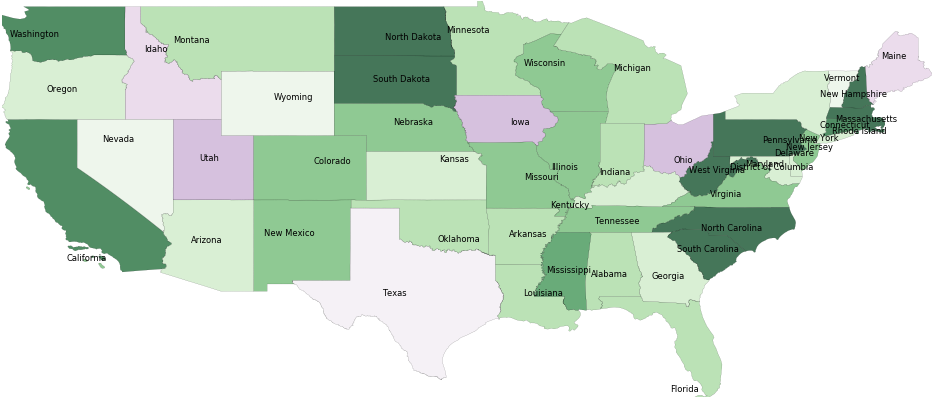 Washington
Idaho
Montana
North Dakota
Minnesota
Maine
Oregon
Wyoming
South Dakota
Wisconsin
Michigan
Vermont
New Hampshire
Nevada
Utah
Colorado
Nebraska
Kansas
Iowa
Missouri
Illinois
Indiana
Ohio
Massachusetts
Connecticut
Rhode Island
Pennsylvania
New York
New Jersey
Delaware
Maryland
District of Columbia
West Virginia
Virginia
Kentucky
California
Arizona
New Mexico
Oklahoma
Arkansas
Tennessee
North Carolina
South Carolina
Texas
Louisiana
Mississippi
Alabama
Georgia
Florida